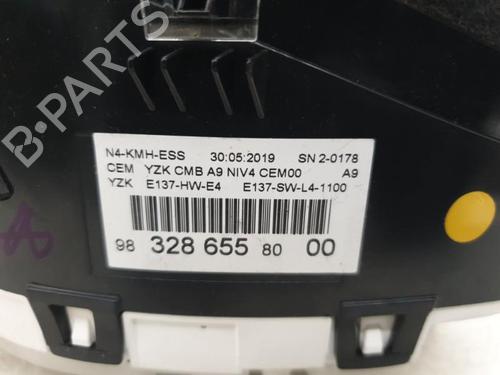 N4-KMH-ESS 30:05:2019 SN 2-0178
CEM YZK CMB A9 NIV4 CEM00 A9
YZK E137-HW-E4 E137-SW-L4-1100
98 328 655 80 00